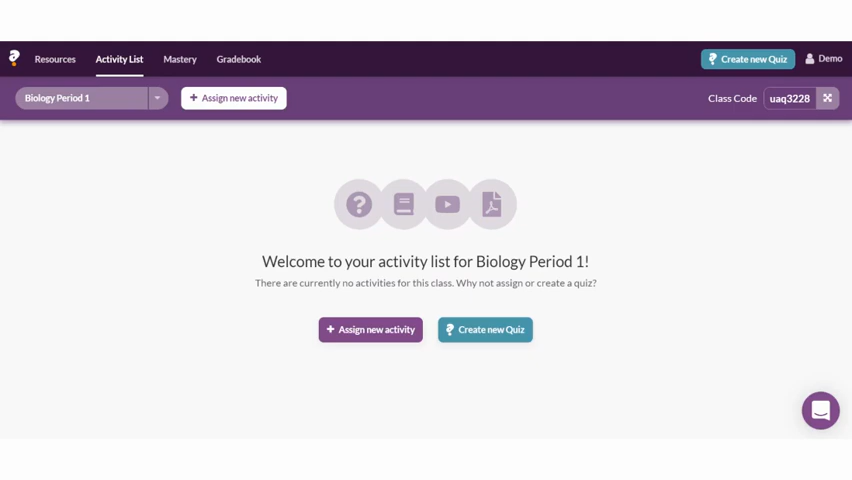 Resources Activity List Mastery Gradebook Create new Quiz Demo
Biology Period 1 + Assign new activity Class Code uaq3228
Welcome to your activity list for Biology Period 1!
There are currently no activities for this class. Why not assign or create a quiz?
+ Assign new activity Create new Quiz